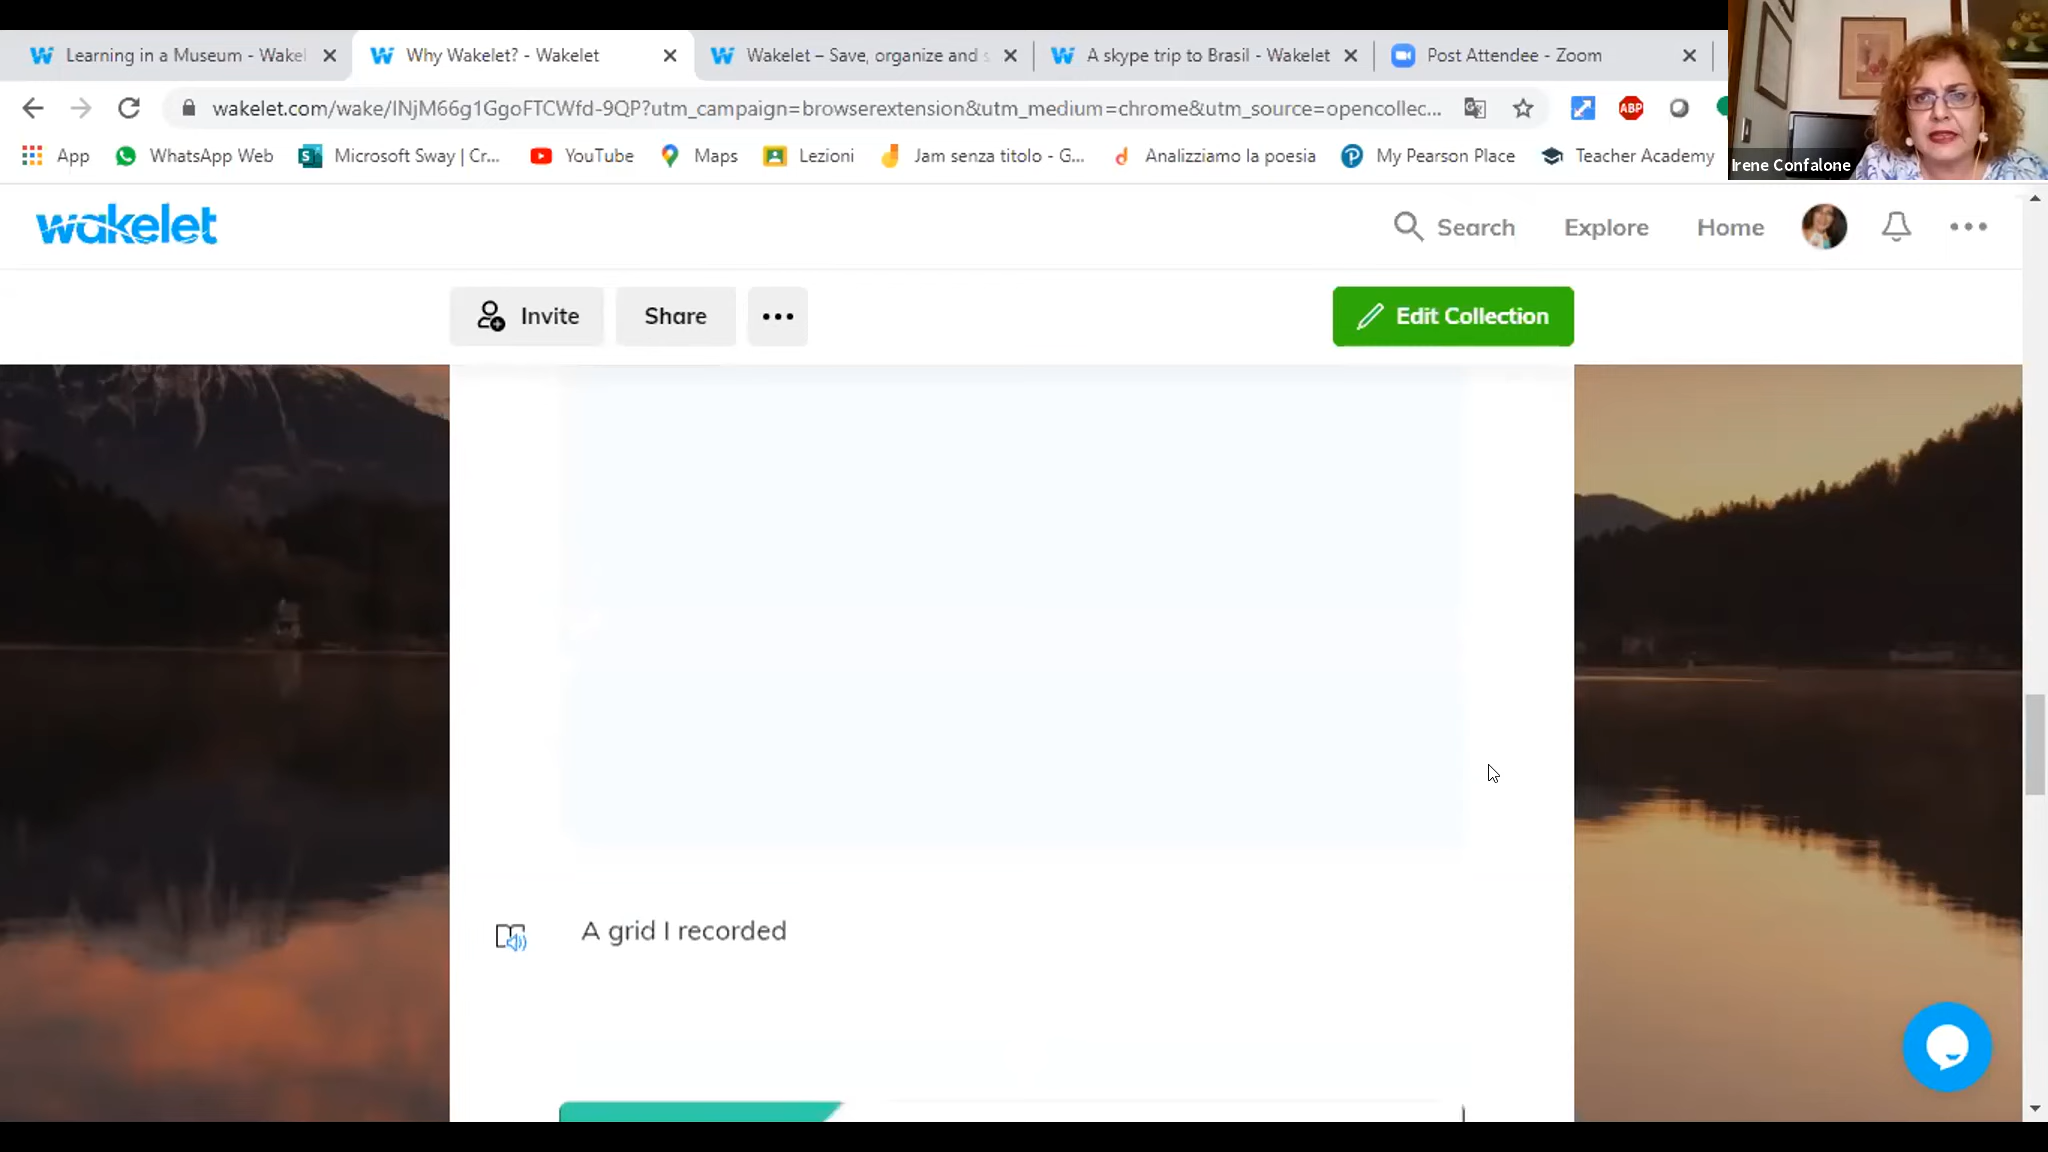 Learning in a Museum - Wakel
Why Wakelet? - Wakelet
Wakelet – Save, organize and s
A skype trip to Brasil - Wakelet
Post Attendee - Zoom
wakelet.com/wake/INjM66g1GgoFTCWfd-9QP?utm_campaign=browserextension&utm_medium=chrome&utm_source=opencollec...
ABP
App
WhatsApp Web
Microsoft Sway | Cr...
YouTube
Maps
Lezioni
Jam senza titolo - G...
Analizziamo la poesia
My Pearson Place
Teacher Academy
Irene Confalone
wakelet
Search
Explore
Home
Invite
Share
Edit Collection
A grid I recorded